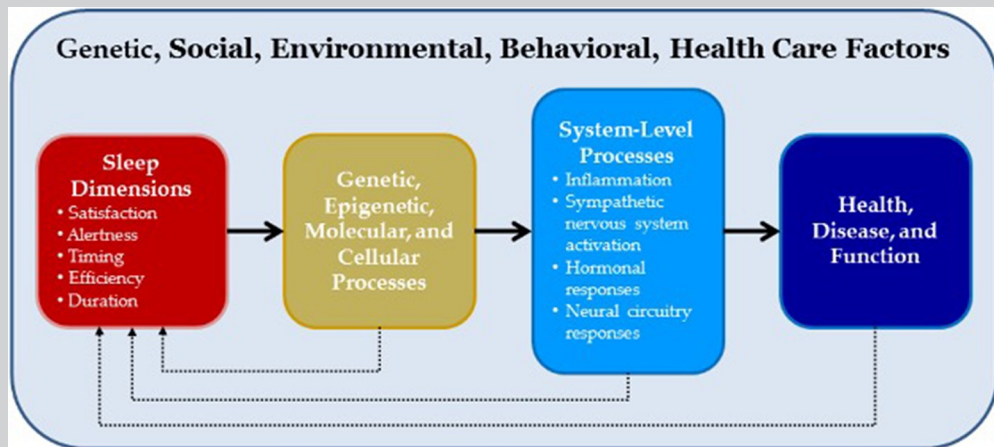 Genetic, Social, Environmental, Behavioral, Health Care Factors
Sleep
Dimensions
• Satisfaction
• Alertness
• Timing
• Efficiency
• Duration
Genetic,
Epigenetic,
Molecular, and
Cellular
Processes
System-Level
Processes
• Inflammation
• Sympathetic
nervous system
activation
• Hormonal
responses
• Neural circuitry
responses
Health,
Disease, and
Function